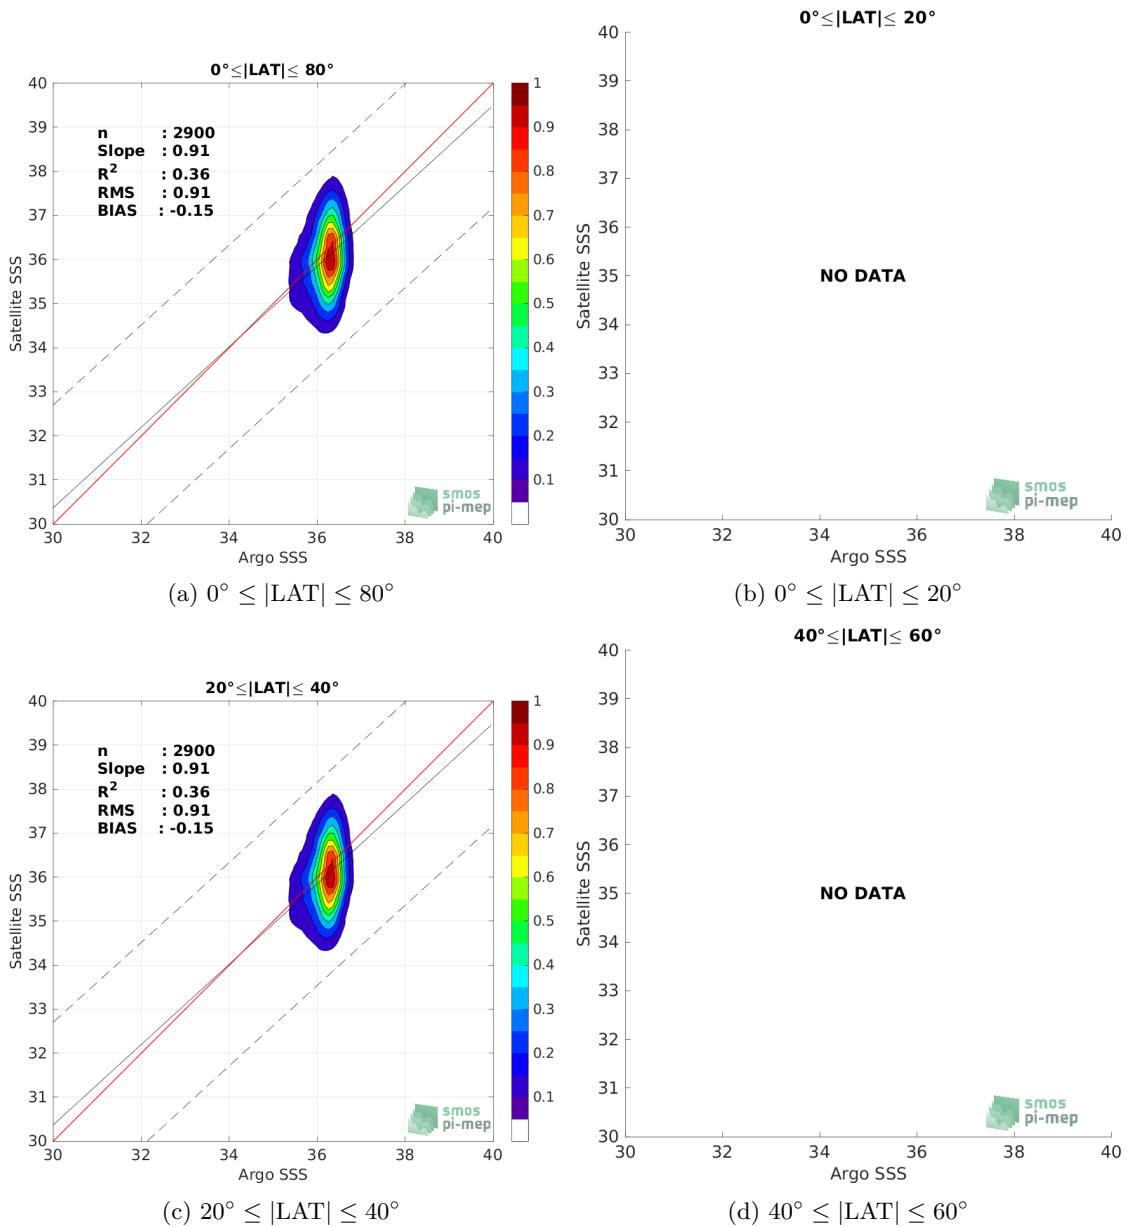 0°≤|LAT|≤ 80°
40
39
38
37
36
35
34
33
32
31
30
30 32 34 36 38 40
Satellite SSS
Argo SSS
n : 2900
Slope : 0.91
R² : 0.36
RMS : 0.91
BIAS : -0.15
1
0.9
0.8
0.7
0.6
0.5
0.4
0.3
0.2
0.1
smos
pi-mep
(a) 0° ≤ |LAT| ≤ 80°
0°≤|LAT|≤ 20°
40
39
38
37
36
35
34
33
32
31
30
30 32 34 36 38 40
Satellite SSS
Argo SSS
NO DATA
smos
pi-mep
(b) 0° ≤ |LAT| ≤ 20°
20°≤|LAT|≤ 40°
40
39
38
37
36
35
34
33
32
31
30
30 32 34 36 38 40
Satellite SSS
Argo SSS
n : 2900
Slope : 0.91
R² : 0.36
RMS : 0.91
BIAS : -0.15
1
0.9
0.8
0.7
0.6
0.5
0.4
0.3
0.2
0.1
smos
pi-mep
(c) 20° ≤ |LAT| ≤ 40°
40°≤|LAT|≤ 60°
40
39
38
37
36
35
34
33
32
31
30
30 32 34 36 38 40
Satellite SSS
Argo SSS
NO DATA
smos
pi-mep
(d) 40° ≤ |LAT| ≤ 60°